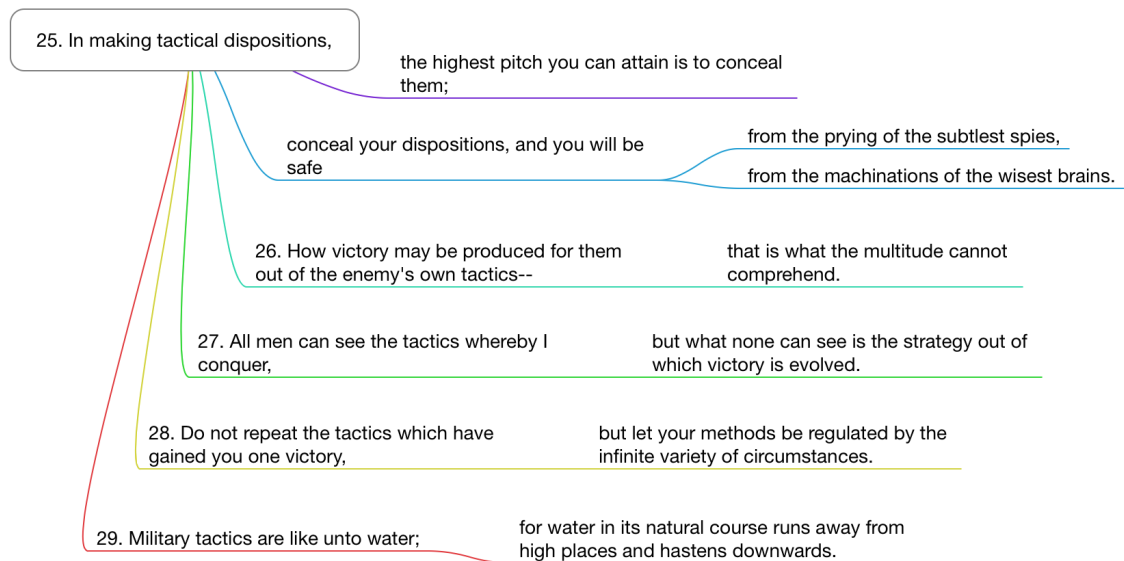 25. In making tactical dispositions,
the highest pitch you can attain is to conceal
them;
conceal your dispositions, and you will be
safe
from the prying of the subtlest spies,
from the machinations of the wisest brains.
26. How victory may be produced for them
out of the enemy's own tactics--
that is what the multitude cannot
comprehend.
27. All men can see the tactics whereby I
conquer,
but what none can see is the strategy out of
which victory is evolved.
28. Do not repeat the tactics which have
gained you one victory,
but let your methods be regulated by the
infinite variety of circumstances.
29. Military tactics are like unto water;
for water in its natural course runs away from
high places and hastens downwards.